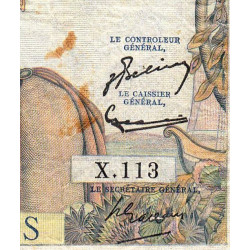 LE CONTROLEUR
GÉNÉRAL,
LE CAISSIER
GÉNÉRAL,
X.113
LE SECRÉTAIRE GÉNÉRAL,
S